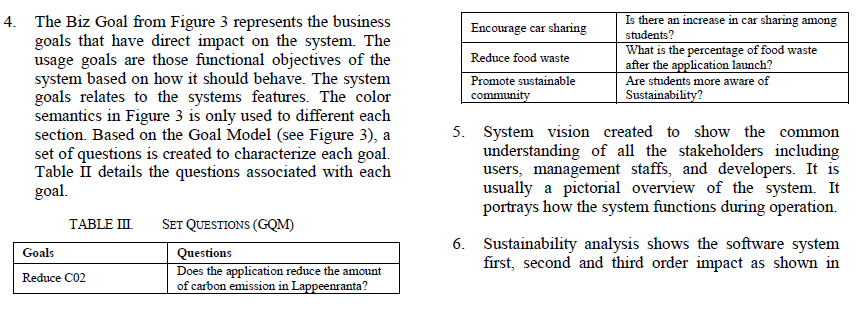 4. The Biz Goal from Figure 3 represents the business
goals that have direct impact on the system. The
usage goals are those functional objectives of the
system based on how it should behave. The system
goals relates to the systems features. The color
semantics in Figure 3 is only used to different each
section. Based on the Goal Model (see Figure 3), a
set of questions is created to characterize each goal.
Table II details the questions associated with each
goal.
TABLE III. SET QUESTIONS (GQM)
Goals Questions
Reduce C02 Does the application reduce the amount
of carbon emission in Lappeenranta?
Encourage car sharing Is there an increase in car sharing among
students?
Reduce food waste What is the percentage of food waste
after the application launch?
Promote sustainable Are students more aware of
community Sustainability?
5. System vision created to show the common
understanding of all the stakeholders including
users, management staffs, and developers. It is
usually a pictorial overview of the system. It
portrays how the system functions during operation.
6. Sustainability analysis shows the software system
first, second and third order impact as shown in